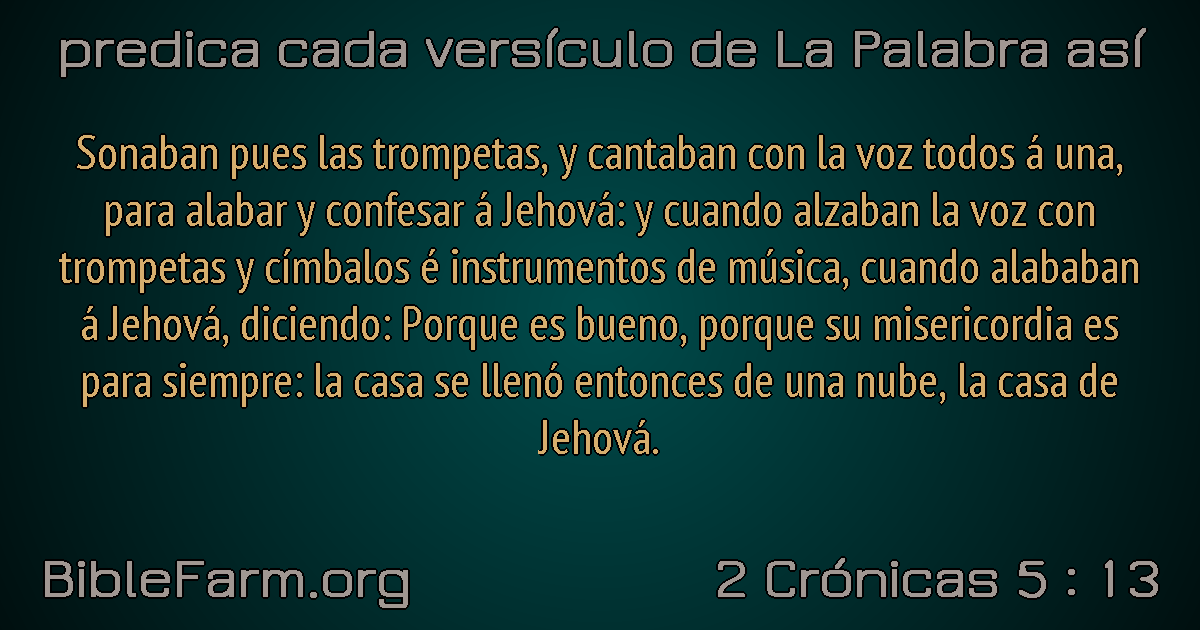 predica cada versículo de La Palabra así
Sonaban pues las trompetas, y cantaban con la voz todos á una,
para alabar y confesar á Jehová: y cuando alzaban la voz con
trompetas y címbalos é instrumentos de música, cuando alababan
á Jehová, diciendo: Porque es bueno, porque su misericordia es
para siempre: la casa se llenó entonces de una nube, la casa de
Jehová.
BibleFarm.org
2 Crónicas 5 : 13